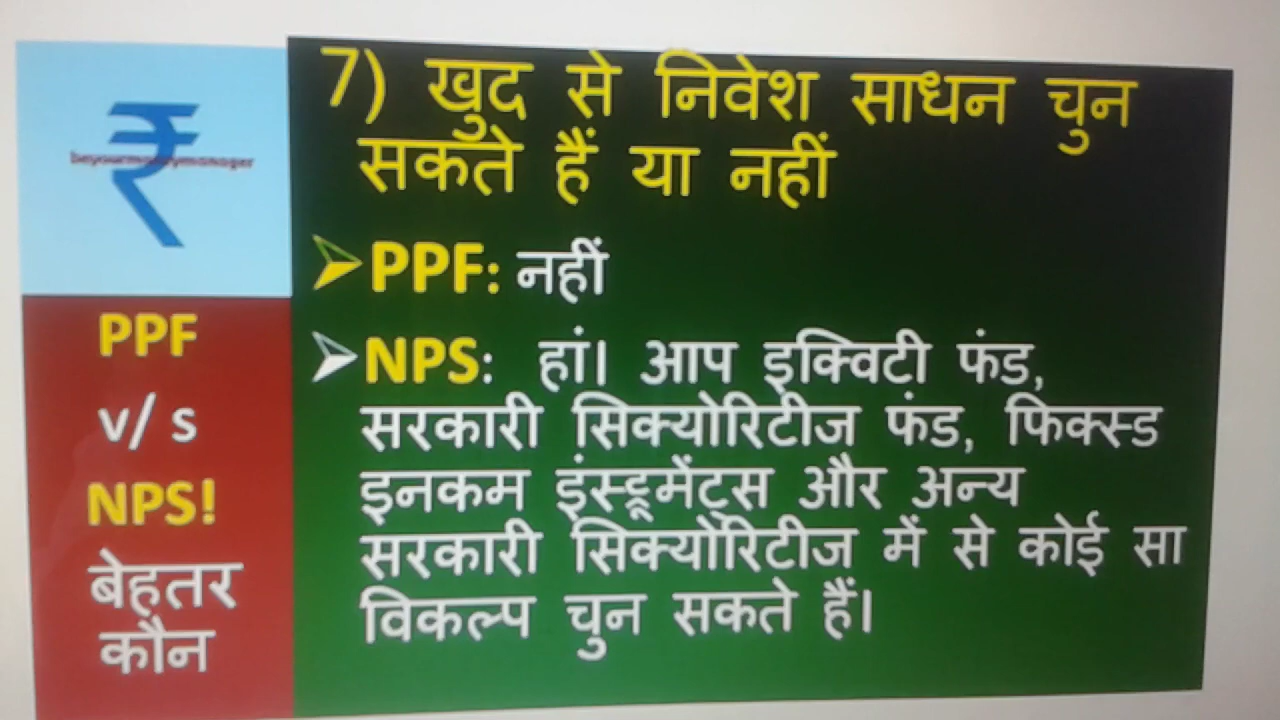 beyourmoneymanager
PPF
v/ s
NPS!
बेहतर
कौन
7) खुद से निवेश साधन चुन
सकते हैं या नहीं
PPF: नहीं
NPS: हां। आप इक्विटी फंड,
सरकारी सिक्योरिटीज फंड, फिक्स्ड
इनकम इंस्ड्रूमेंट्स और अन्य
सरकारी सिक्योरिटीज में से कोई सा
विकल्प चुन सकते हैं।